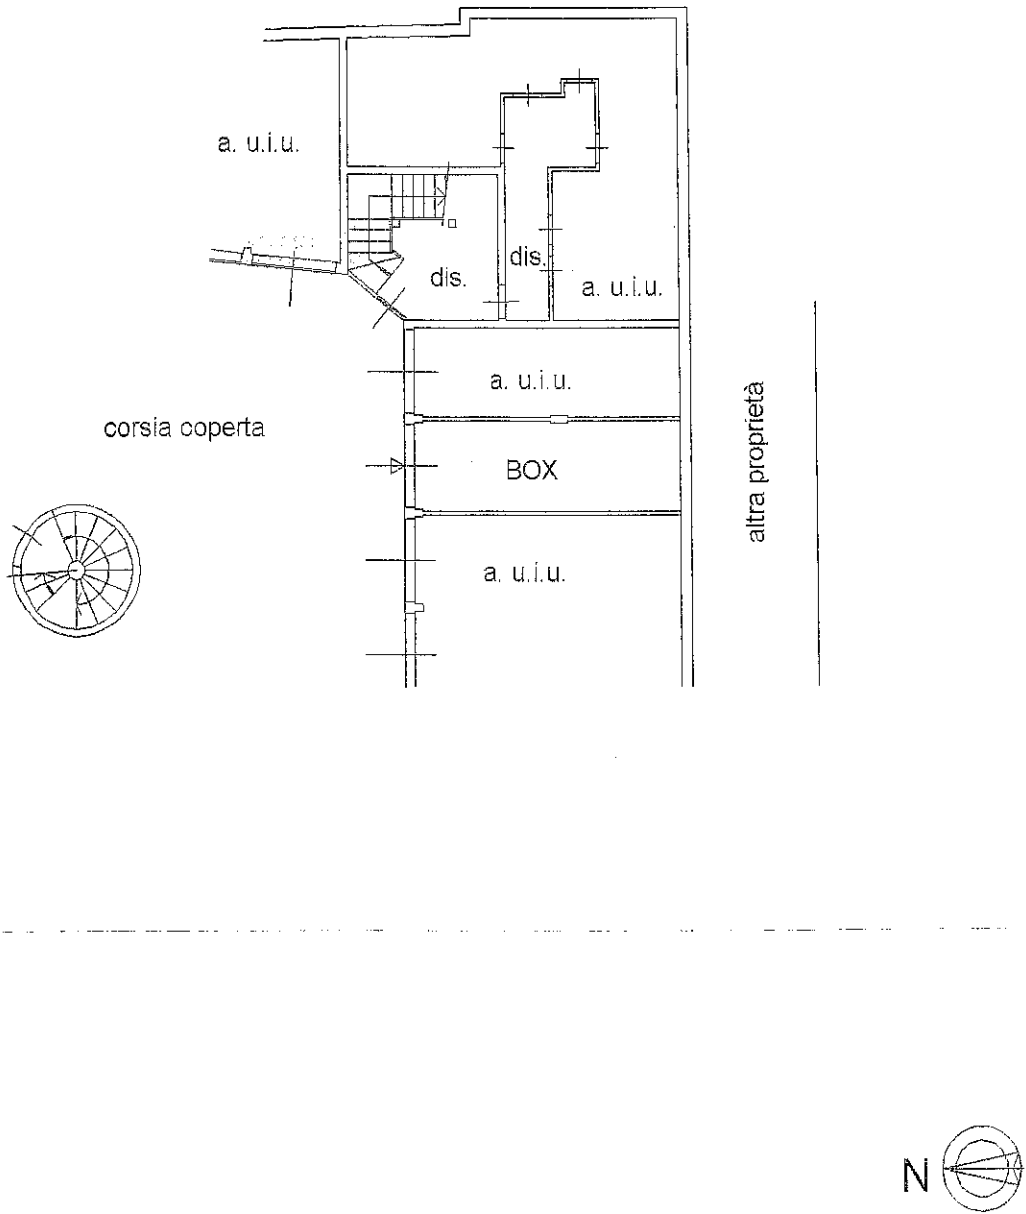 a. u.i.u.
dis.
dis.
a. u.i.u.
a. u.i.u.
corsia coperta
altra proprietà
BOX
a. u.i.u.
N